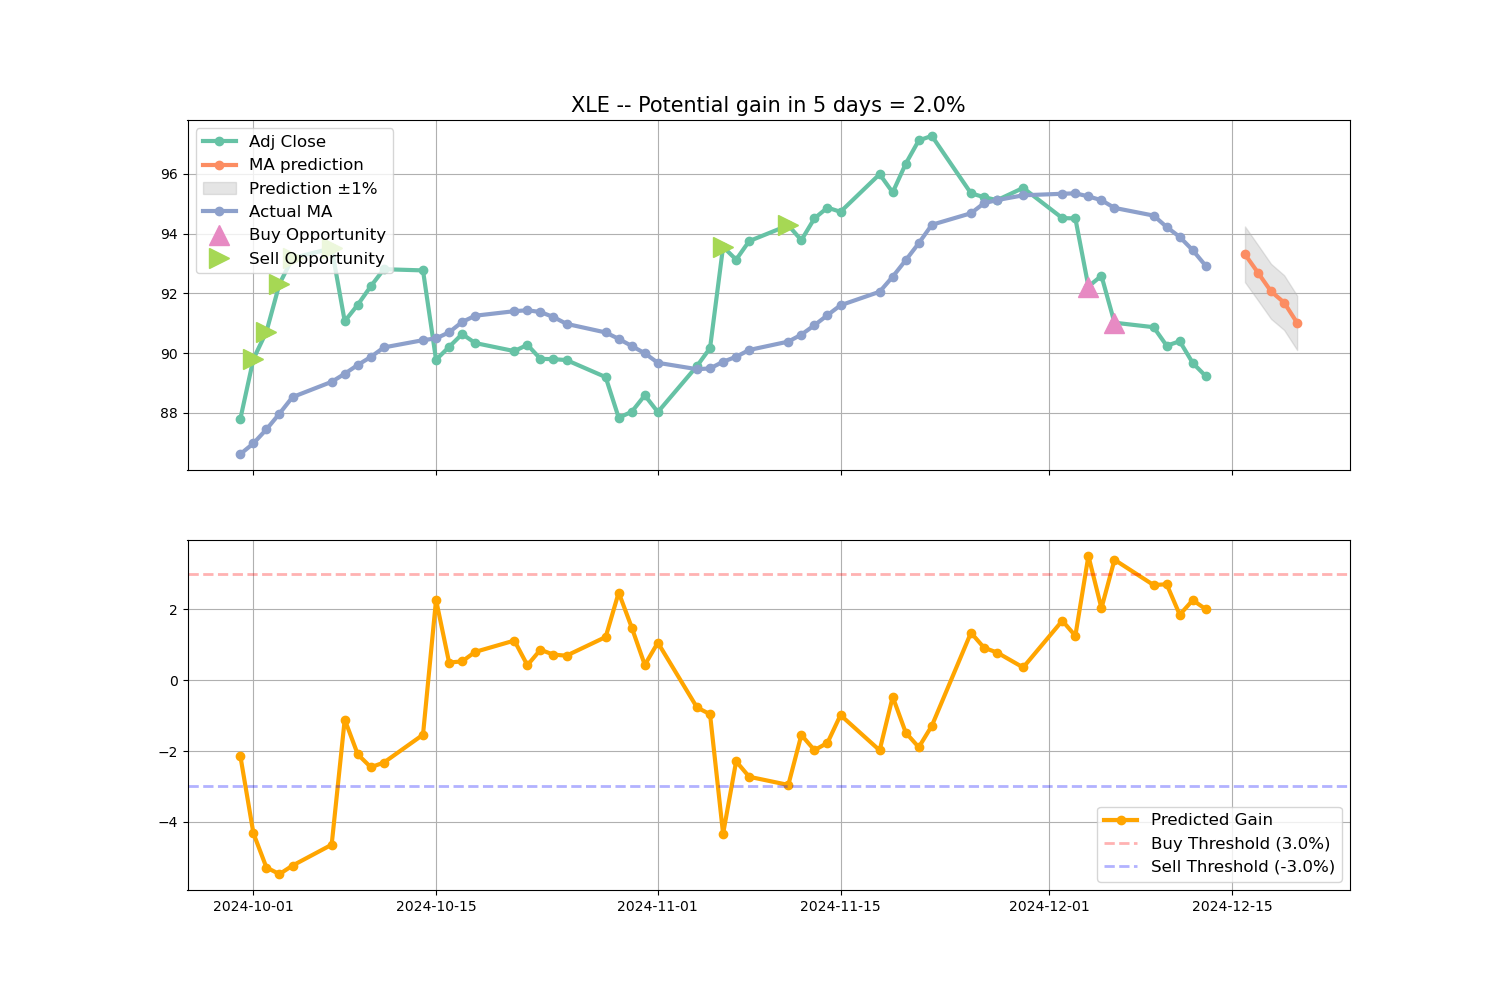 XLE -- Potential gain in 5 days = 2.0%
Adj Close
MA prediction
Prediction ±1%
Actual MA
Buy Opportunity
Sell Opportunity
96
94
92
90
88
2
0
−2
−4
Predicted Gain
Buy Threshold (3.0%)
Sell Threshold (-3.0%)
2024-10-01 2024-10-15 2024-11-01 2024-11-15 2024-12-01 2024-12-15